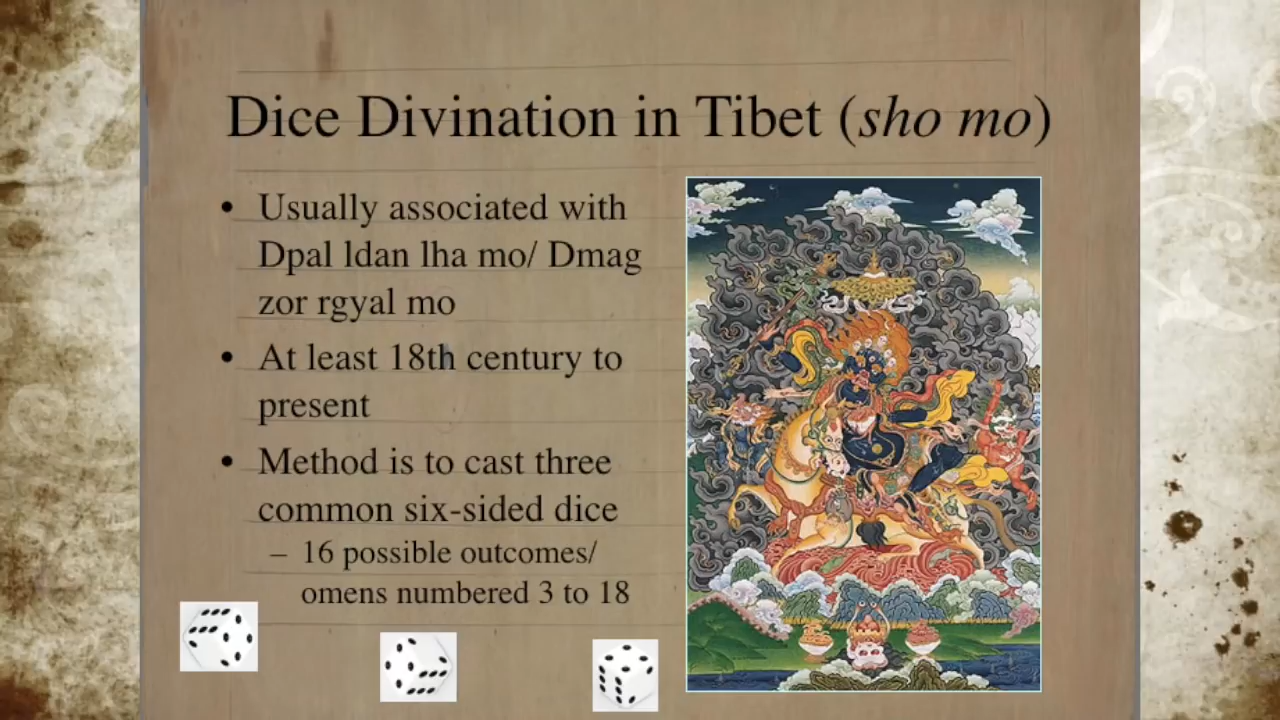 Dice Divination in Tibet (sho mo)
• Usually associated with
Dpal ldan lha mo/ Dmag
zor rgyal mo
• At least 18th century to
present
• Method is to cast three
common six-sided dice
– 16 possible outcomes/
omens numbered 3 to 18